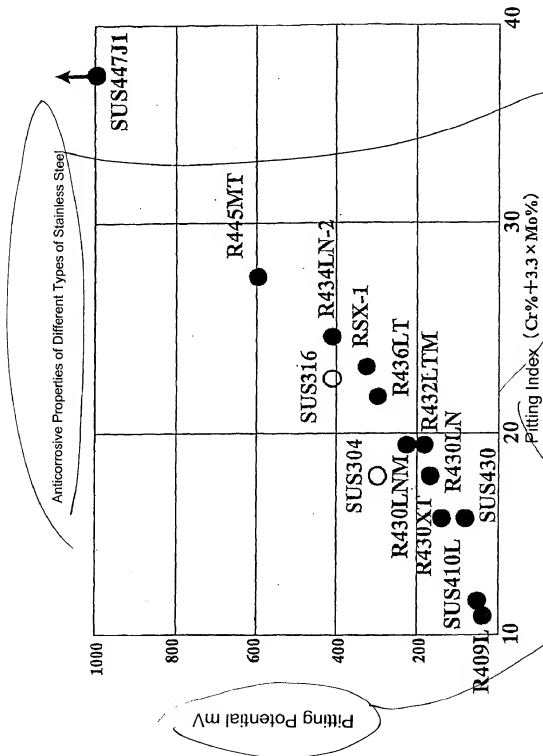 Anticorrosive Properties of Different Types of Stainless Steel
Pitting Potential mV
1000
800
600
400
200
SUS447J1
R445MT
R434LN-2
SUS316
RSX-1
R436LT
SUS304
R432LTM
R430LNM
R430LN
R430XT
SUS430
SUS410L
R409L
10
20
30
40
Pitting Index (Cr%+3.3×Mo%)